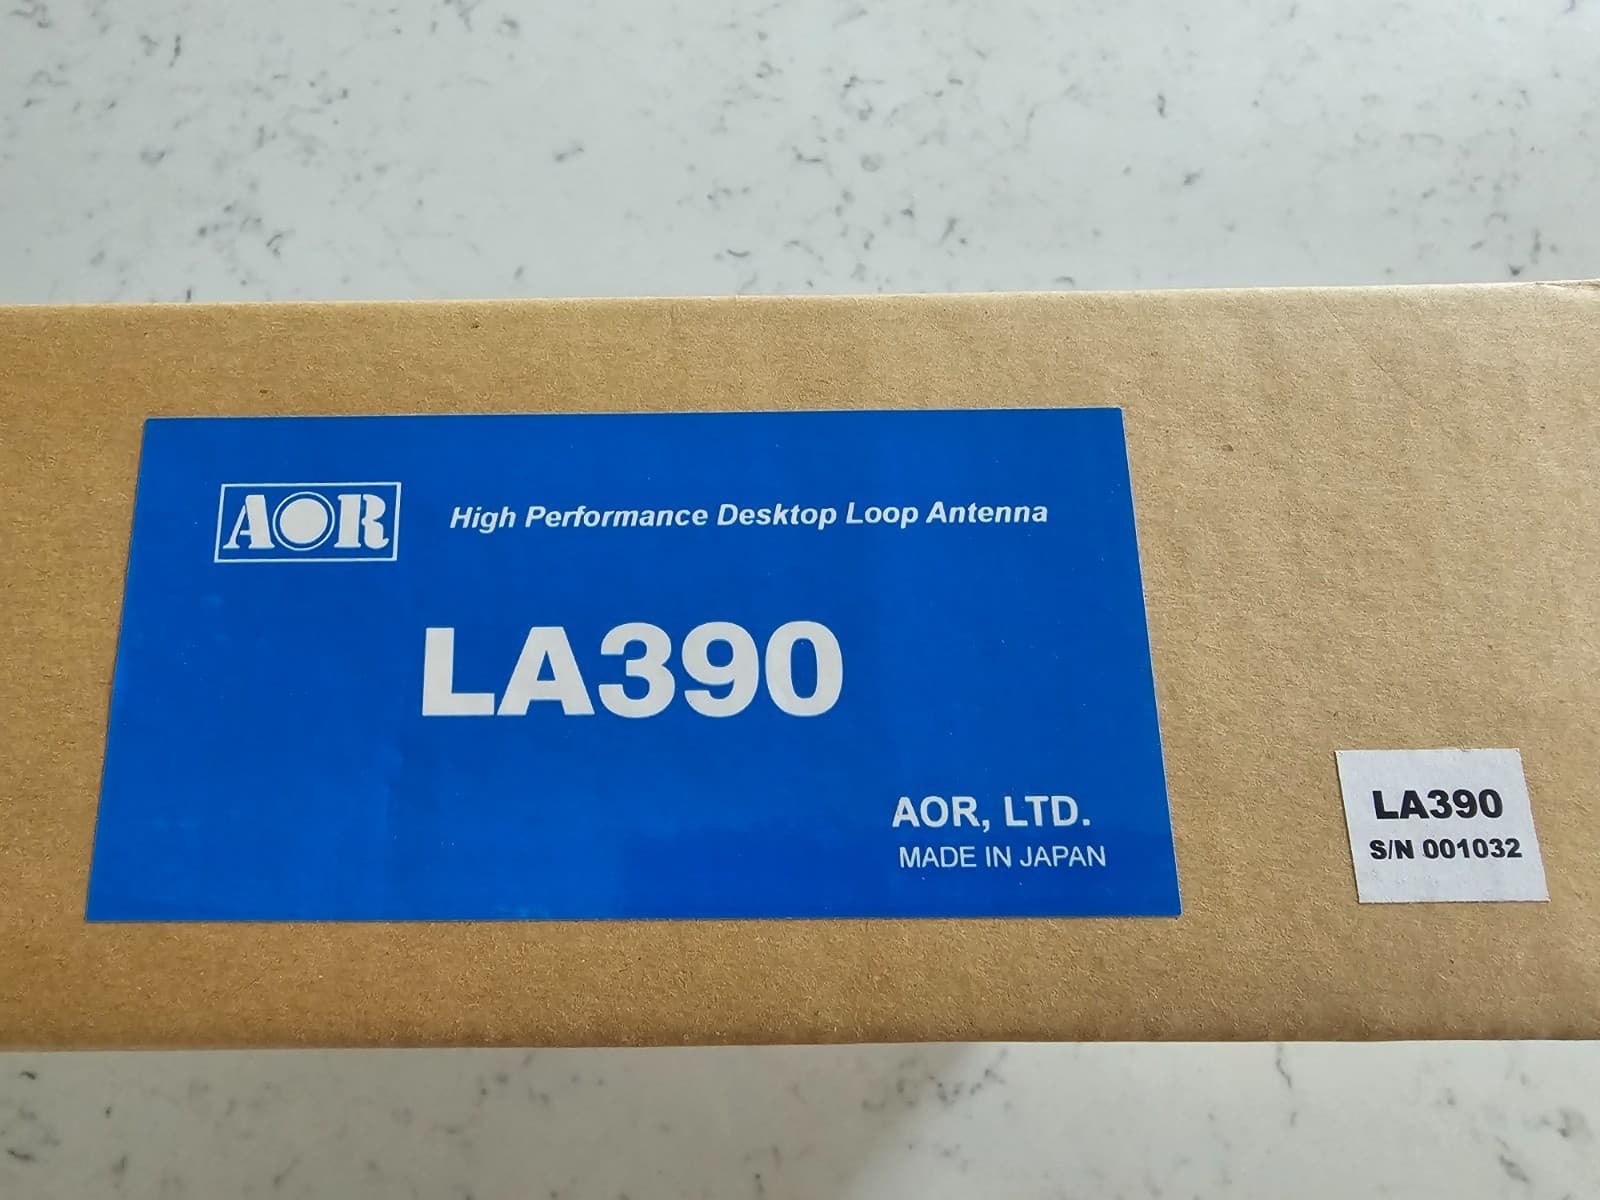 AOR
High Performance Desktop Loop Antenna
LA390
AOR, LTD.
MADE IN JAPAN
LA390
S/N 001032